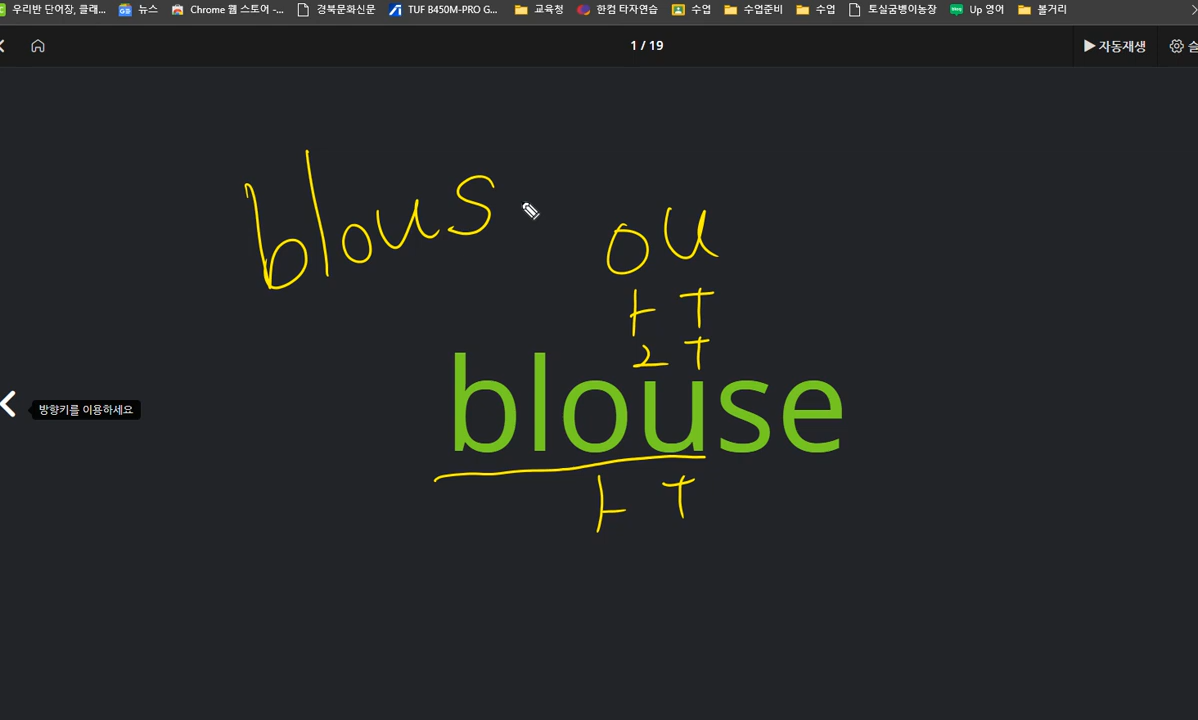 우리반 단어장, 클래... 뉴스 Chrome 웹 스토어 -... 경북문화신문 TUF B450M-PRO G... 교육청 한컴 타자연습 수업 수업준비 수업 토실굼벵이농장 Up 영어 볼거리
1 / 19 자동재생 슬
blous
ou
ㅏ ㅜ
ㅗ ㅜ
blouse
방향키를 이용하세요
ㅏ ㅜ